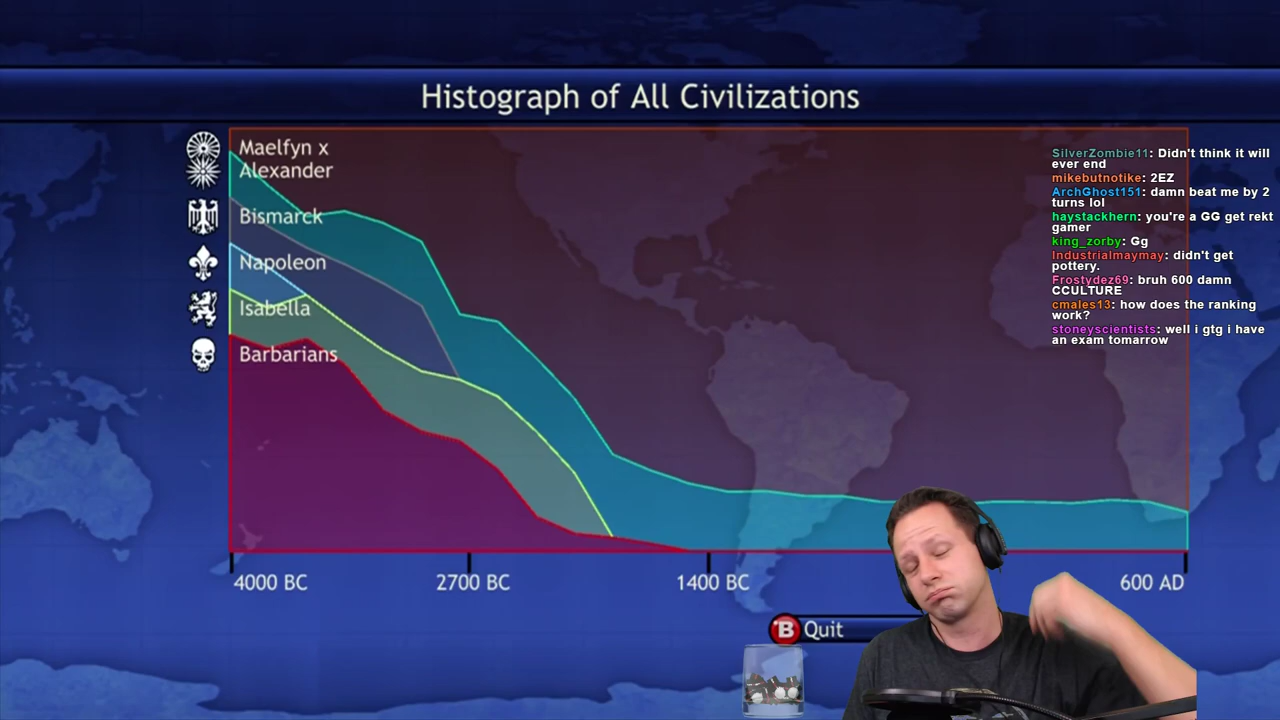 Histograph of All Civilizations
Maelfyn x
Alexander
Bismarck
Napoleon
Isabella
Barbarians
4000 BC
2700 BC
1400 BC
600 AD
B Quit
SilverZombie11: Didn't think it will
ever end
mikebutnotike: 2EZ
ArchGhost151: damn beat me by 2
turns lol
haystackhern: you're a GG get rekt
gamer
king_zorby: Gg
Industrialmaymay: didn't get
pottery.
Frostydez69: bruh 600 damn
CCULTURE
cmales13: how does the ranking
work?
stoneyscientists: well i gtg i have
an exam tomarrow